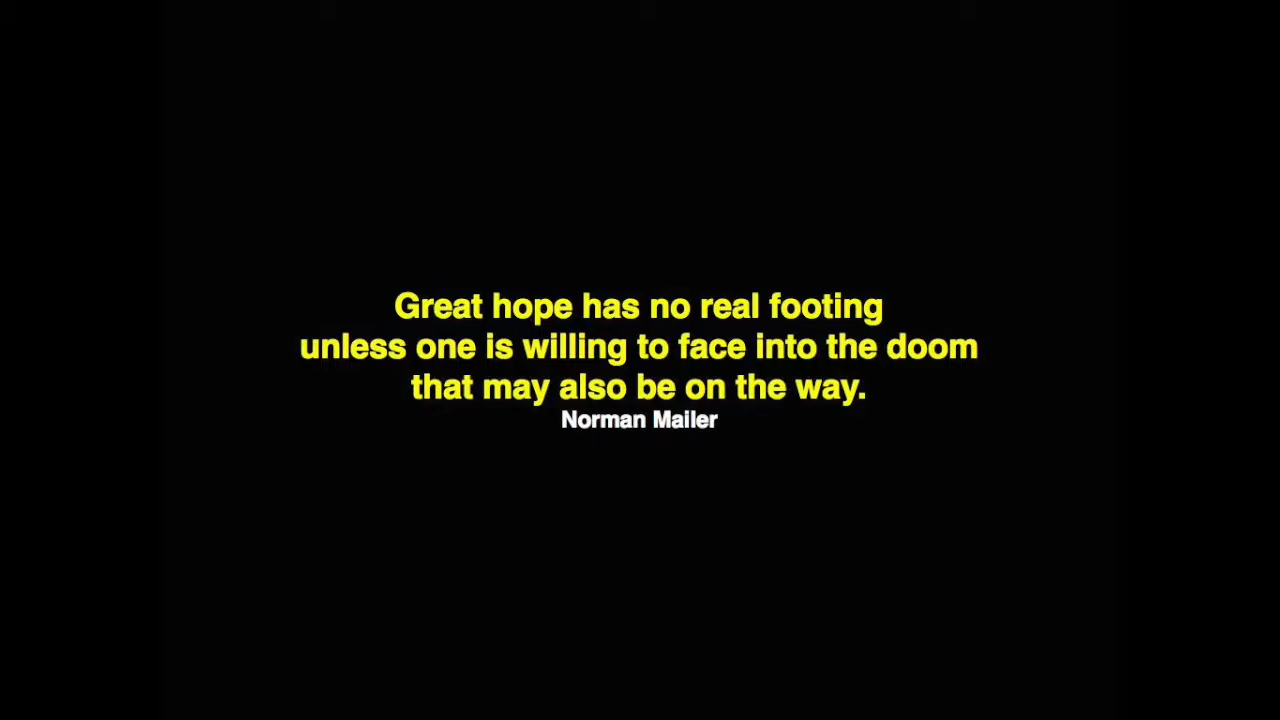 Great hope has no real footing
unless one is willing to face into the doom
that may also be on the way.
Norman Mailer